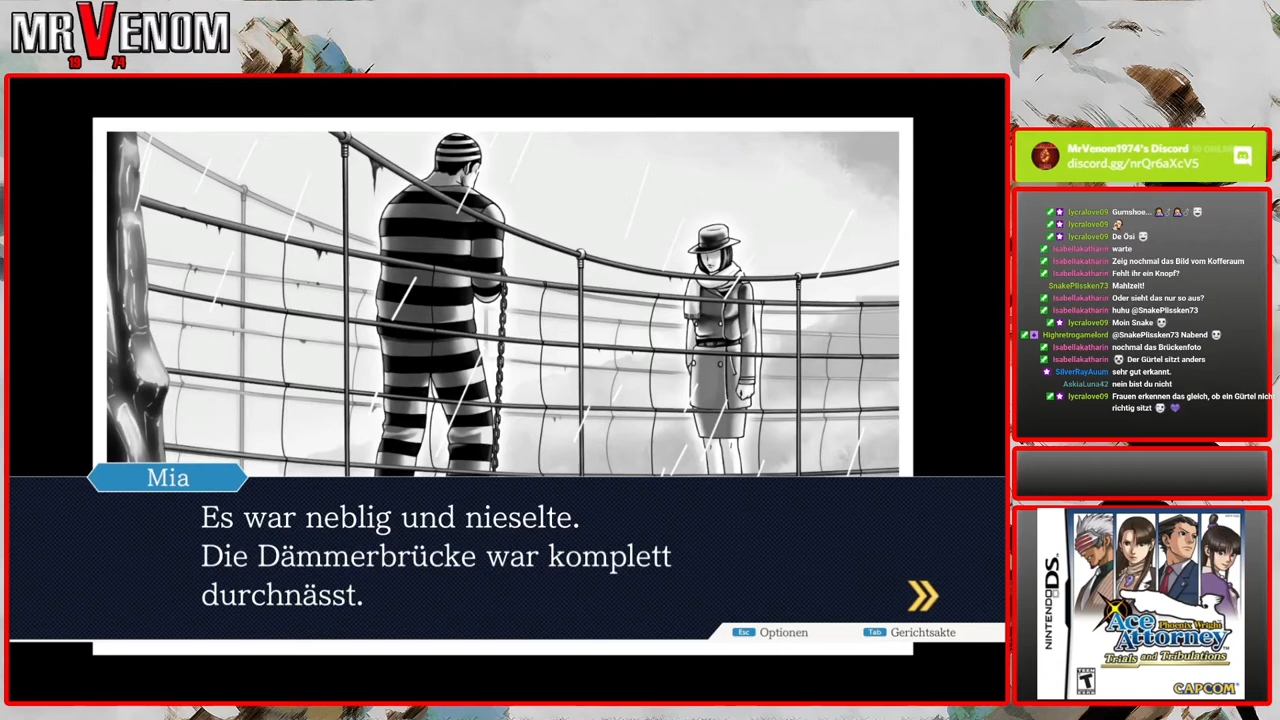 MRVENOM
19 74
Mia
Es war neblig und nieselte.
Die Dämmerbrücke war komplett
durchnässt.
Esc Optionen
Tab Gerichtsakte
MrVenom1974's Discord 10 ONLINE
discord.gg/nrQr6aXcV5
lycralove09 Gumshoe...
lycralove09
lycralove09 De Ösi
Isabellakatharin warte
Isabellakatharin Zeig nochmal das Bild vom Kofferaum
Isabellakatharin Fehlt ihr ein Knopf?
SnakePlissken73 Mahlzeit!
Isabellakatharin Oder sieht das nur so aus?
Isabellakatharin huhu @SnakePlissken73
lycralove09 Moin Snake
Highretrogamelord @SnakePlissken73 Nabend
Isabellakatharin nochmal das Brückenfoto
Isabellakatharin Der Gürtel sitzt anders
SilverRayAuum sehr gut erkannt.
AskiaLuna42 nein bist du nicht
lycralove09 Frauen erkennen das gleich, ob ein Gürtel nich
richtig sitzt
NINTENDO DS
Phoenix Wright
Ace
Attorney
Trials and Tribulations
T
CAPCOM